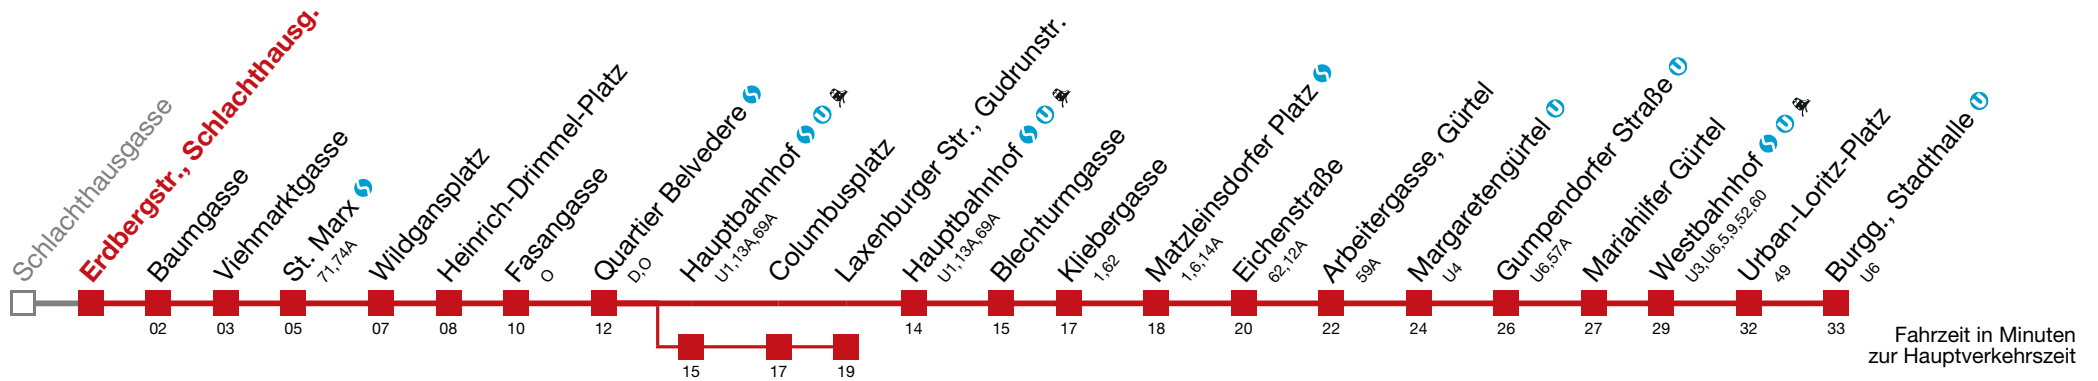 Schlachthausgasse
Erdbergstr., Schlachthausg.
Baumgasse
Viehmarktgasse
St. Marx
71,74A
Wildgansplatz
Heinrich-Drimmel-Platz
Fasangasse
O
Quartier Belvedere
D,O
Hauptbahnhof
U1,13A,69A
Columbusplatz
Laxenburger Str., Gudrunstr.
Hauptbahnhof
U1,13A,69A
Blechturmgasse
Kliebergasse
1,62
Matzleinsdorfer Platz
1,6,14A
Eichenstraße
62,12A
Arbeitergasse, Gürtel
59A
Margaretengürtel
U4
Gumpendorfer Straße
U6,57A
Mariahilfer Gürtel
Westbahnhof
U3,U6,5,9,52,60
Urban-Loritz-Platz
49
Burgg., Stadthalle
U6
02 03 05 07 08 10 12 14 15 17 18 20 22 24 26 27 29 32 33
15 17 19
Fahrzeit in Minuten
zur Hauptverkehrszeit